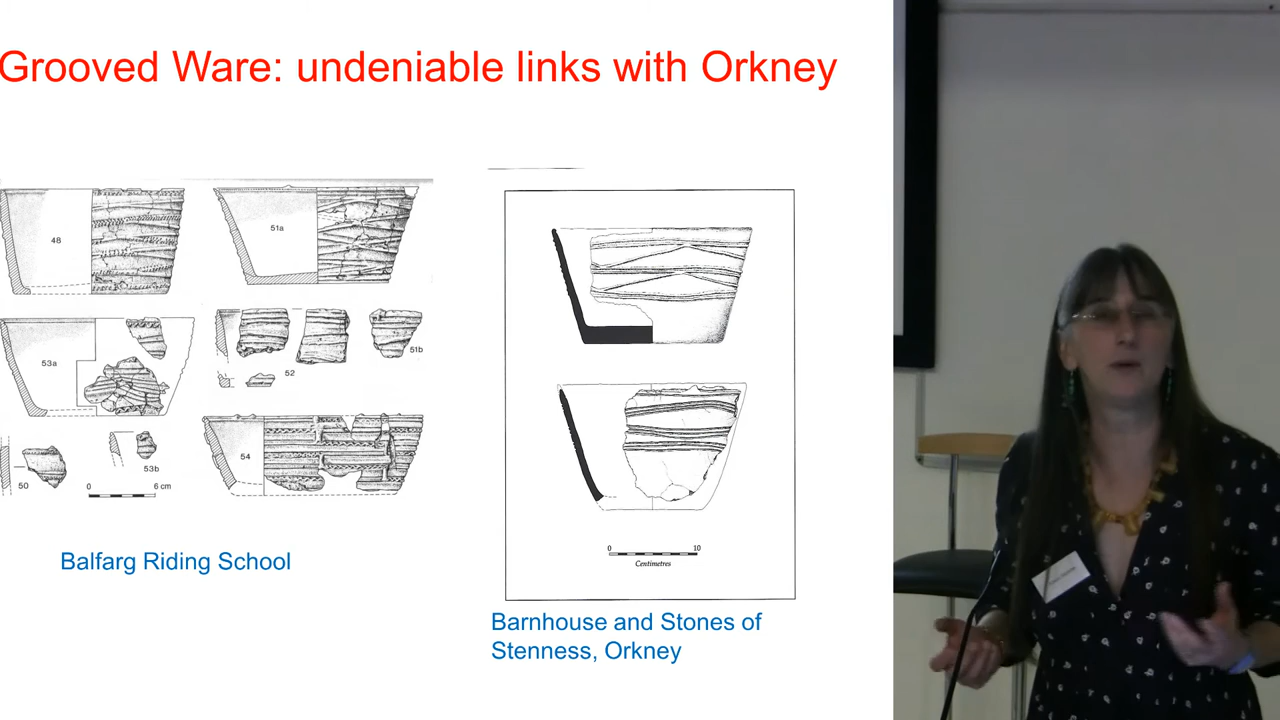 Grooved Ware: undeniable links with Orkney
48
51a
53a
52
51b
50
53b
54
0 6 cm
Balfarg Riding School
0 10
Centimetres
Barnhouse and Stones of
Stenness, Orkney